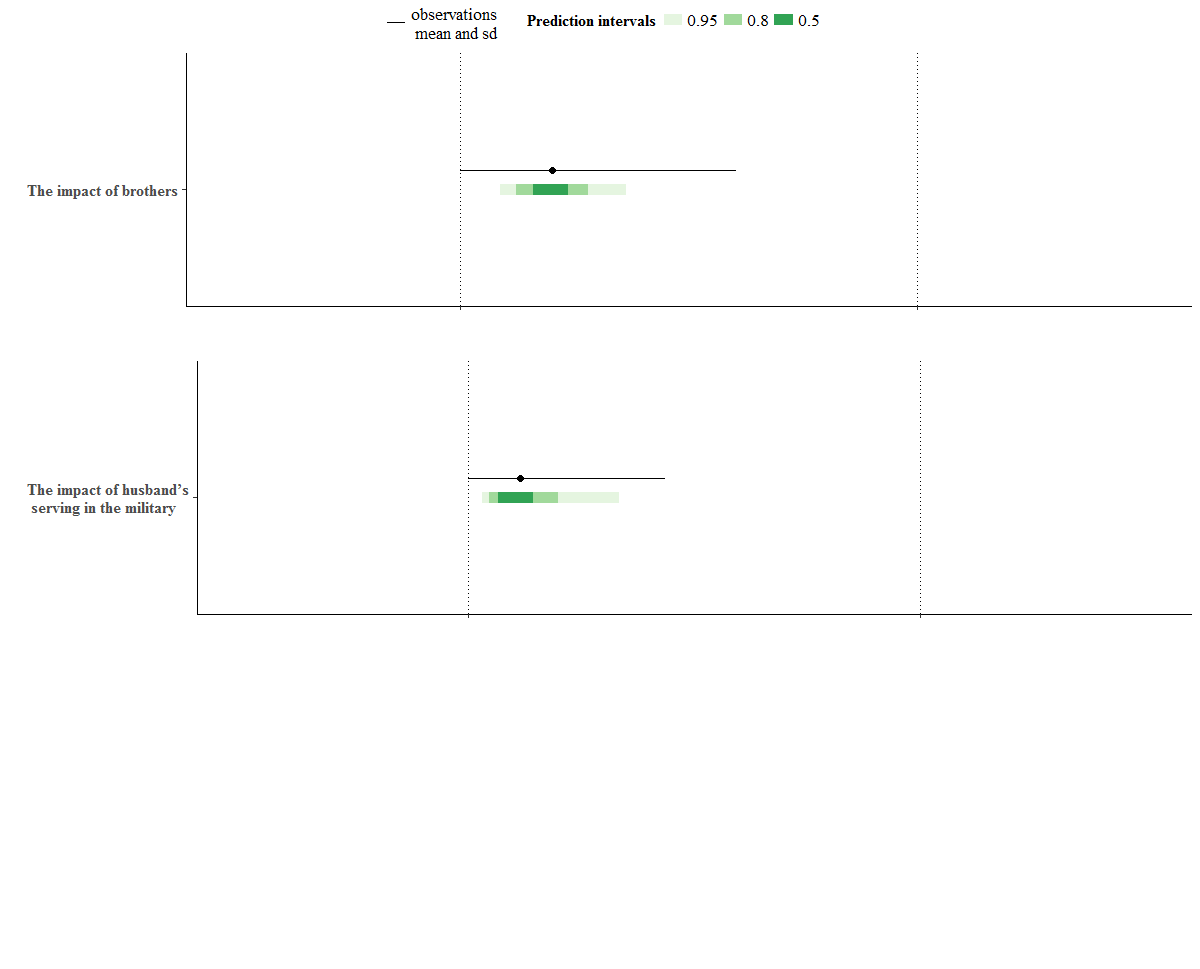 observations
mean and sd
Prediction intervals 0.95 0.8 0.5
The impact of brothers
The impact of husband’s
serving in the military